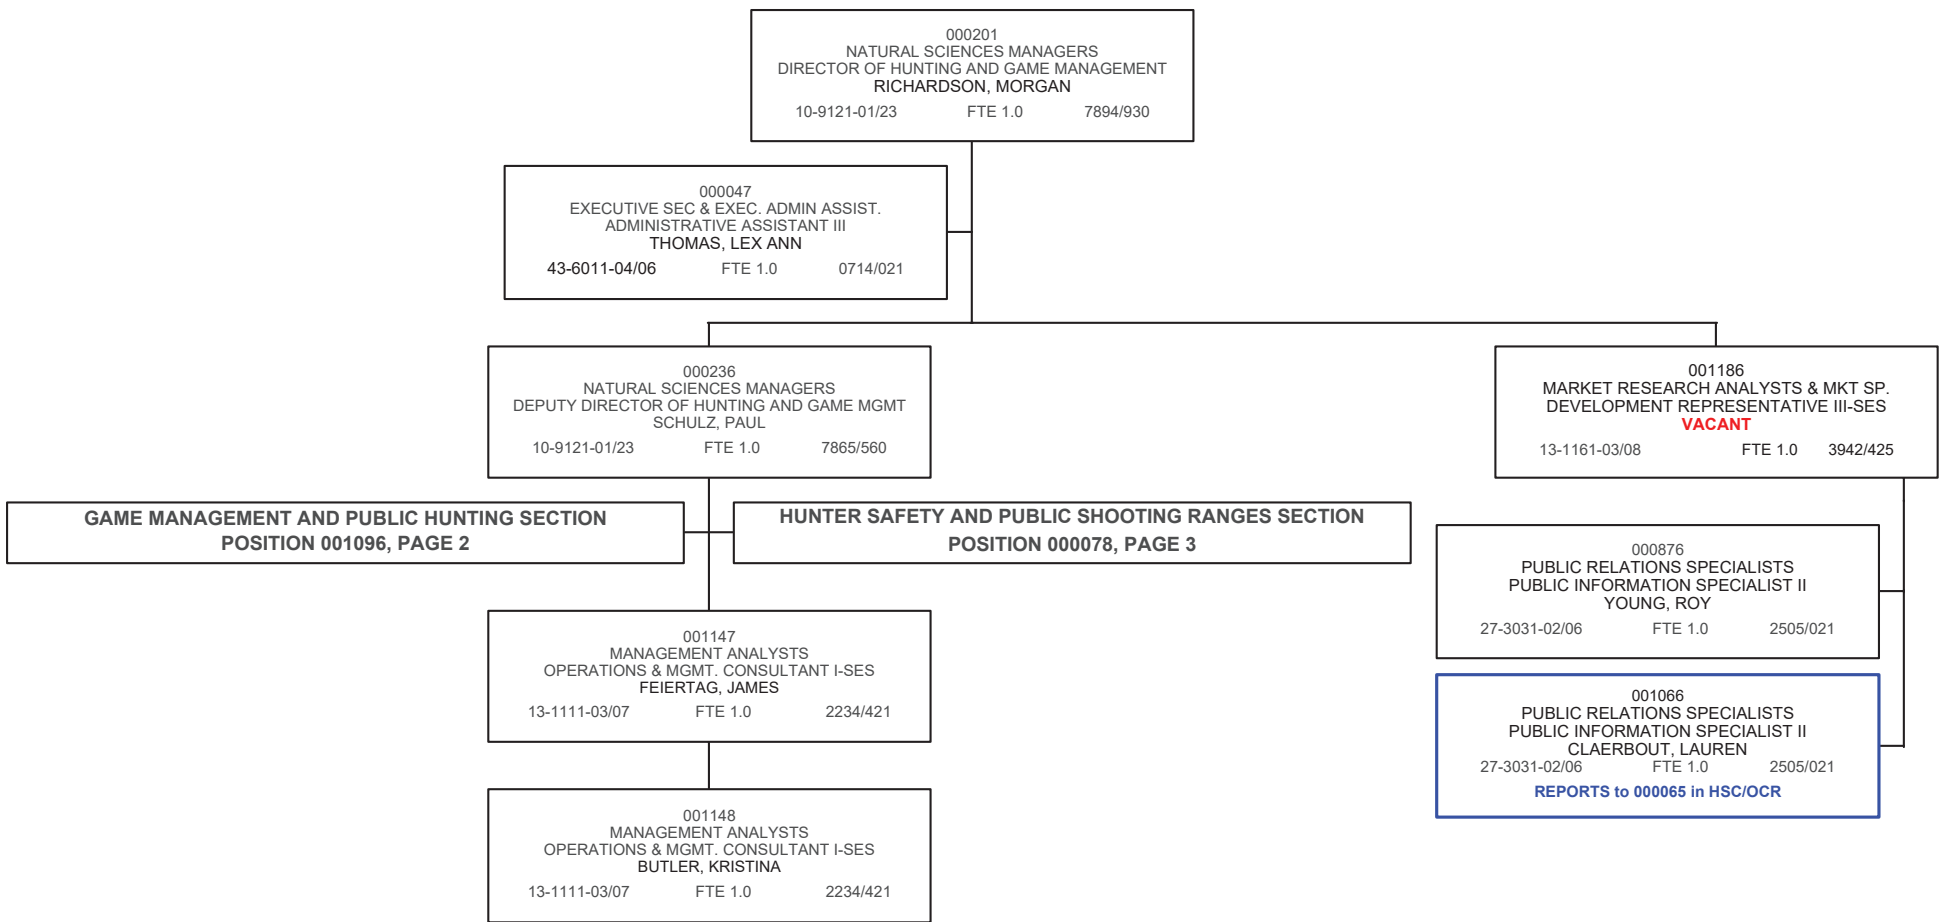 000201
NATURAL SCIENCES MANAGERS
DIRECTOR OF HUNTING AND GAME MANAGEMENT
RICHARDSON, MORGAN
10-9121-01/23 FTE 1.0 7894/930
000047
EXECUTIVE SEC & EXEC. ADMIN ASSIST.
ADMINISTRATIVE ASSISTANT III
THOMAS, LEX ANN
43-6011-04/06 FTE 1.0 0714/021
000236
NATURAL SCIENCES MANAGERS
DEPUTY DIRECTOR OF HUNTING AND GAME MGMT
SCHULZ, PAUL
10-9121-01/23 FTE 1.0 7865/560
001186
MARKET RESEARCH ANALYSTS & MKT SP.
DEVELOPMENT REPRESENTATIVE III-SES
VACANT
13-1161-03/08 FTE 1.0 3942/425
GAME MANAGEMENT AND PUBLIC HUNTING SECTION
POSITION 001096, PAGE 2
HUNTER SAFETY AND PUBLIC SHOOTING RANGES SECTION
POSITION 000078, PAGE 3
000876
PUBLIC RELATIONS SPECIALISTS
PUBLIC INFORMATION SPECIALIST II
YOUNG, ROY
27-3031-02/06 FTE 1.0 2505/021
001147
MANAGEMENT ANALYSTS
OPERATIONS & MGMT. CONSULTANT I-SES
FEIERTAG, JAMES
13-1111-03/07 FTE 1.0 2234/421
001066
PUBLIC RELATIONS SPECIALISTS
PUBLIC INFORMATION SPECIALIST II
CLAERBOUT, LAUREN
27-3031-02/06 FTE 1.0 2505/021
REPORTS to 000065 in HSC/OCR
001148
MANAGEMENT ANALYSTS
OPERATIONS & MGMT. CONSULTANT I-SES
BUTLER, KRISTINA
13-1111-03/07 FTE 1.0 2234/421